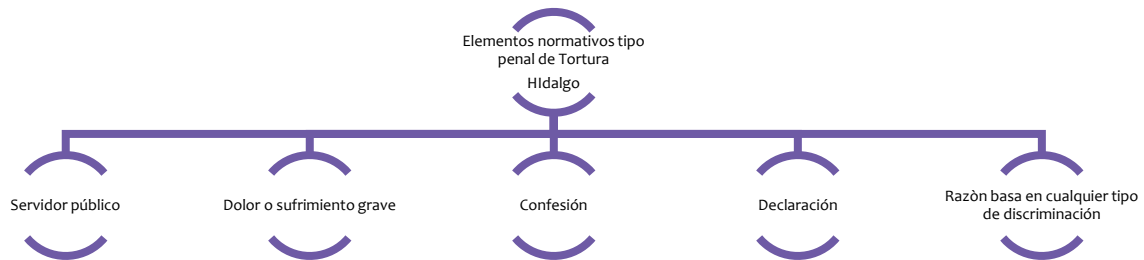 Elementos normativos tipo
penal de Tortura
HIdalgo
Servidor público
Dolor o sufrimiento grave
Confesión
Declaración
Razòn basa en cualquier tipo
de discriminación